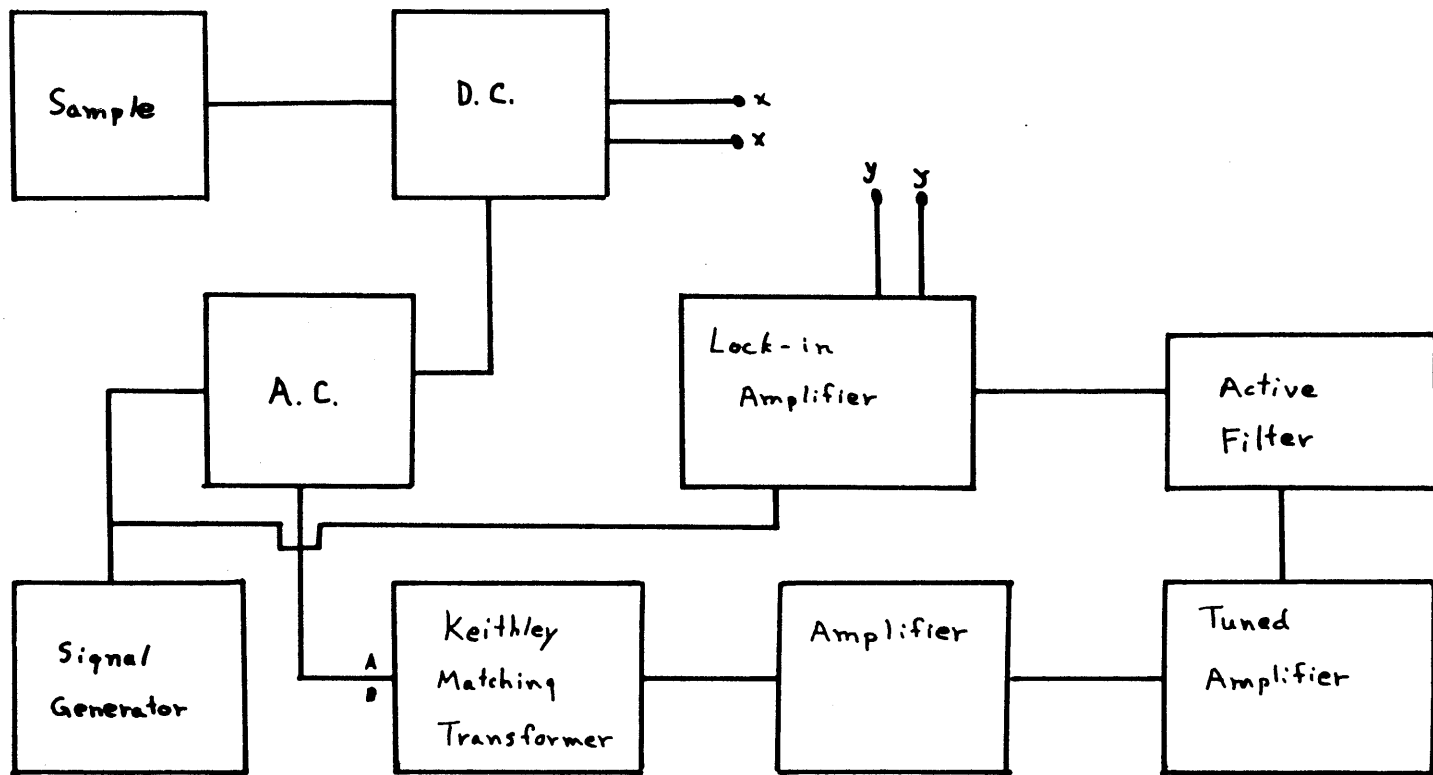 Sample
D. C.
x
x
y
y
A. C.
Lock-in
Amplifier
Active
Filter
Signal
Generator
A
B
Keithley
Matching
Transformer
Amplifier
Tuned
Amplifier